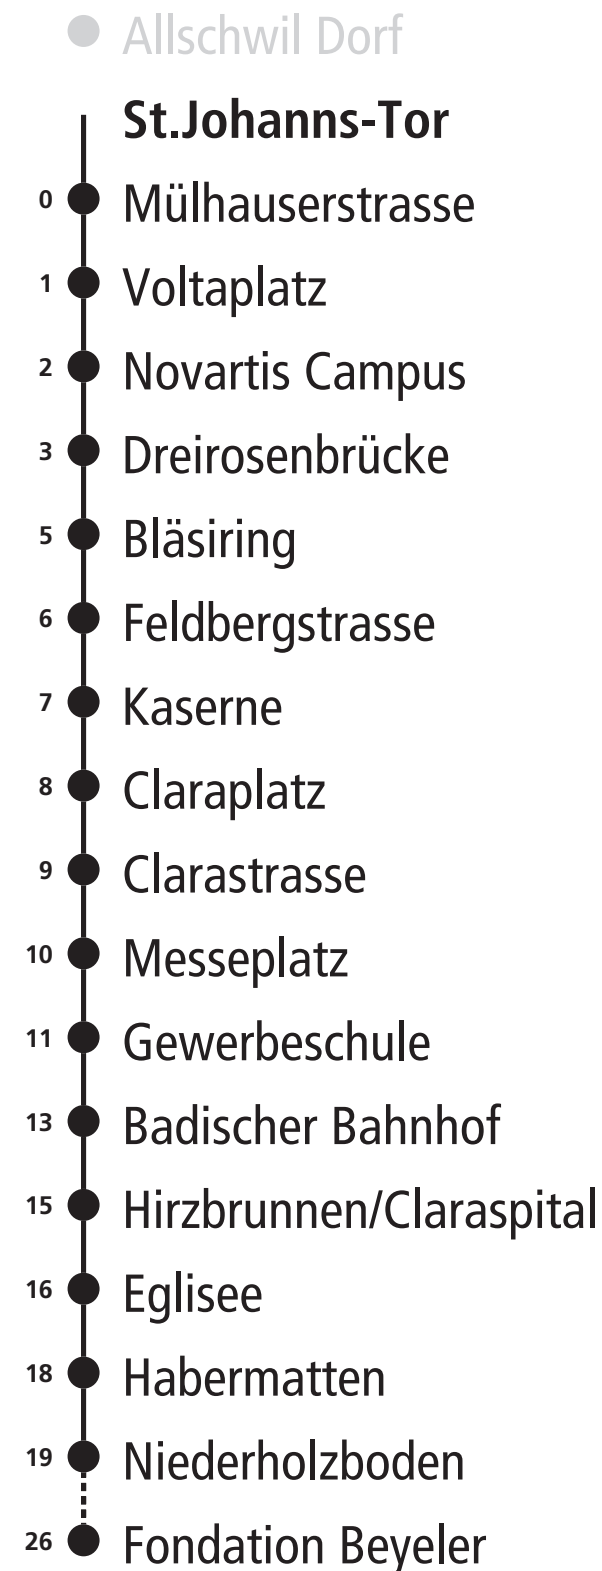 Allschwil Dorf
St.Johanns-Tor
0 Mülhauserstrasse
1 Voltaplatz
2 Novartis Campus
3 Dreirosenbrücke
5 Bläsiring
6 Feldbergstrasse
7 Kaserne
8 Claraplatz
9 Clarastrasse
10 Messeplatz
11 Gewerbeschule
13 Badischer Bahnhof
15 Hirzbrunnen/Claraspital
16 Eglisee
18 Habermatten
19 Niederholzboden
26 Fondation Beyeler